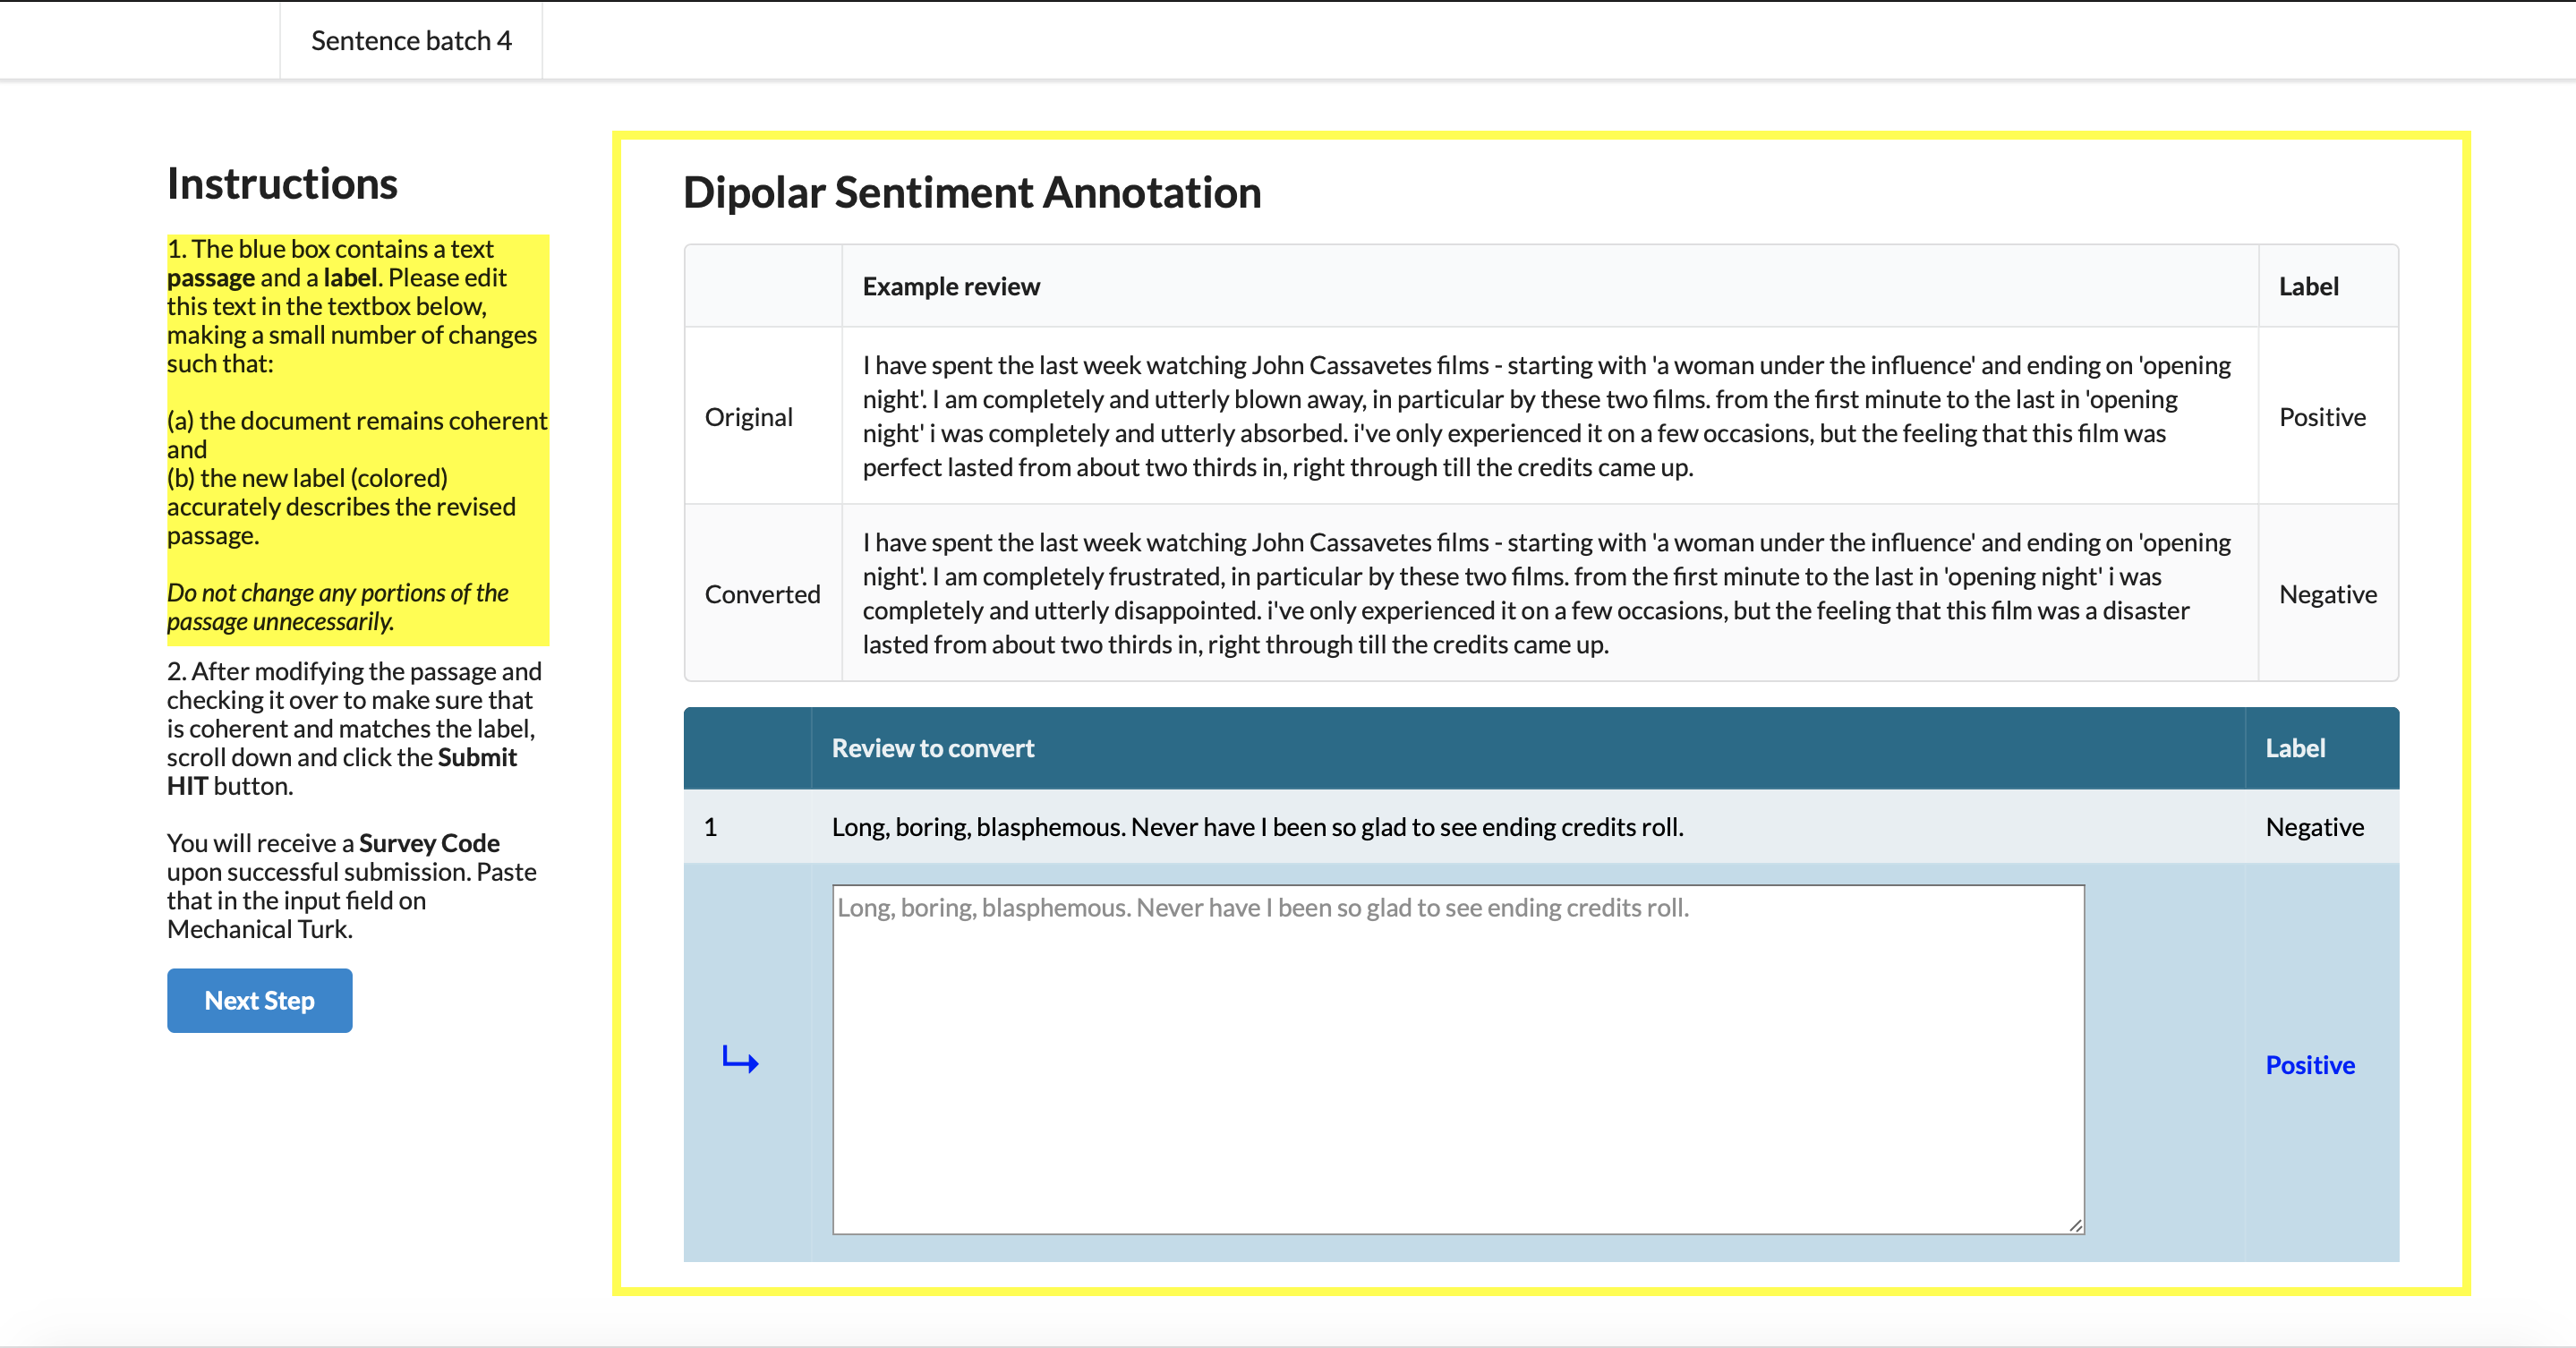 Sentence batch 4
Instructions
1. The blue box contains a text
passage and a label. Please edit
this text in the textbox below,
making a small number of changes
such that:
(a) the document remains coherent
and
(b) the new label (colored)
accurately describes the revised
passage.
Do not change any portions of the
passage unnecessarily.
2. After modifying the passage and
checking it over to make sure that
is coherent and matches the label,
scroll down and click the Submit
HIT button.
You will receive a Survey Code
upon successful submission. Paste
that in the input field on
Mechanical Turk.
Next Step
Dipolar Sentiment Annotation
Example review Label
Original
I have spent the last week watching John Cassavetes films - starting with 'a woman under the influence' and ending on 'opening
night'. I am completely and utterly blown away, in particular by these two films. from the first minute to the last in 'opening
night' i was completely and utterly absorbed. i've only experienced it on a few occasions, but the feeling that this film was
perfect lasted from about two thirds in, right through till the credits came up.
Positive
Converted
I have spent the last week watching John Cassavetes films - starting with 'a woman under the influence' and ending on 'opening
night'. I am completely frustrated, in particular by these two films. from the first minute to the last in 'opening night' i was
completely and utterly disappointed. i've only experienced it on a few occasions, but the feeling that this film was a disaster
lasted from about two thirds in, right through till the credits came up.
Negative
Review to convert Label
1 Long, boring, blasphemous. Never have I been so glad to see ending credits roll. Negative
Long, boring, blasphemous. Never have I been so glad to see ending credits roll.
Positive